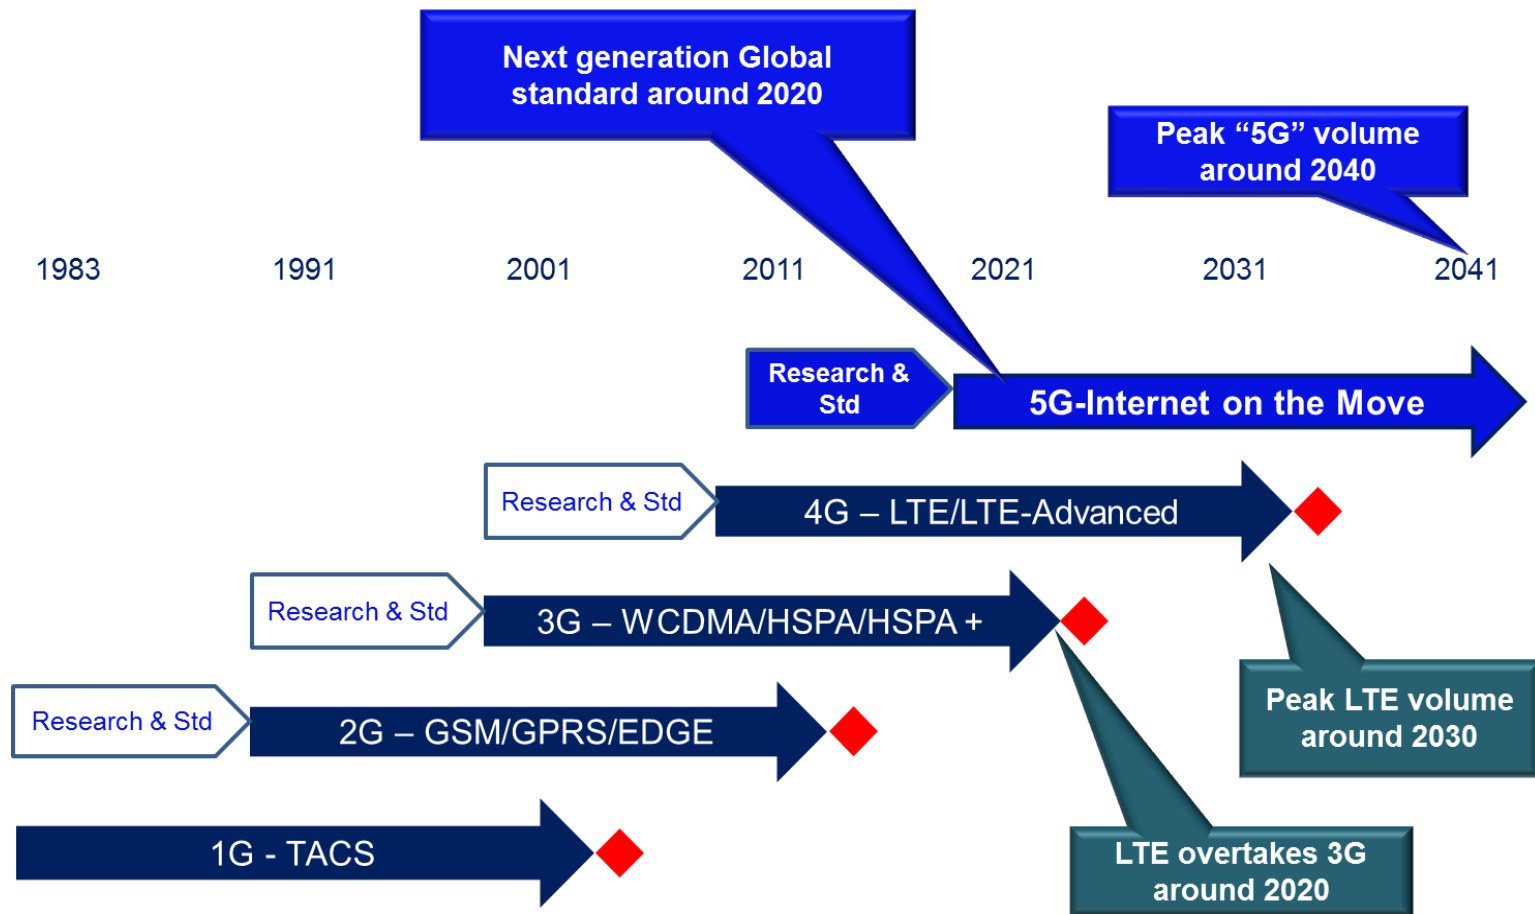 Next generation Global
standard around 2020
Peak “5G” volume
around 2040
1983
1991
2001
2011
2021
2031
2041
Research &
Std
5G-Internet on the Move
Research & Std
4G – LTE/LTE-Advanced
Research & Std
3G – WCDMA/HSPA/HSPA +
Research & Std
2G – GSM/GPRS/EDGE
Peak LTE volume
around 2030
1G - TACS
LTE overtakes 3G
around 2020